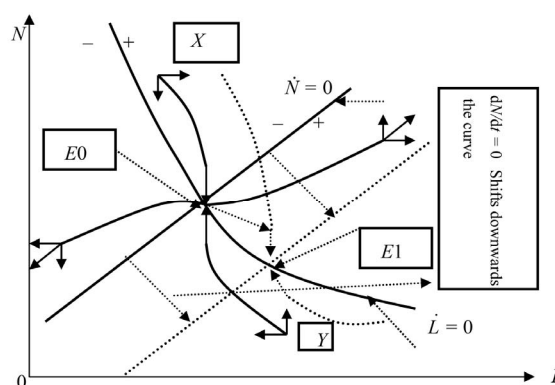 N
X
– +
Ṅ = 0
– +
E0
dN/dt = 0 Shifts downwards
the curve
E1
Y
L̇ = 0
0